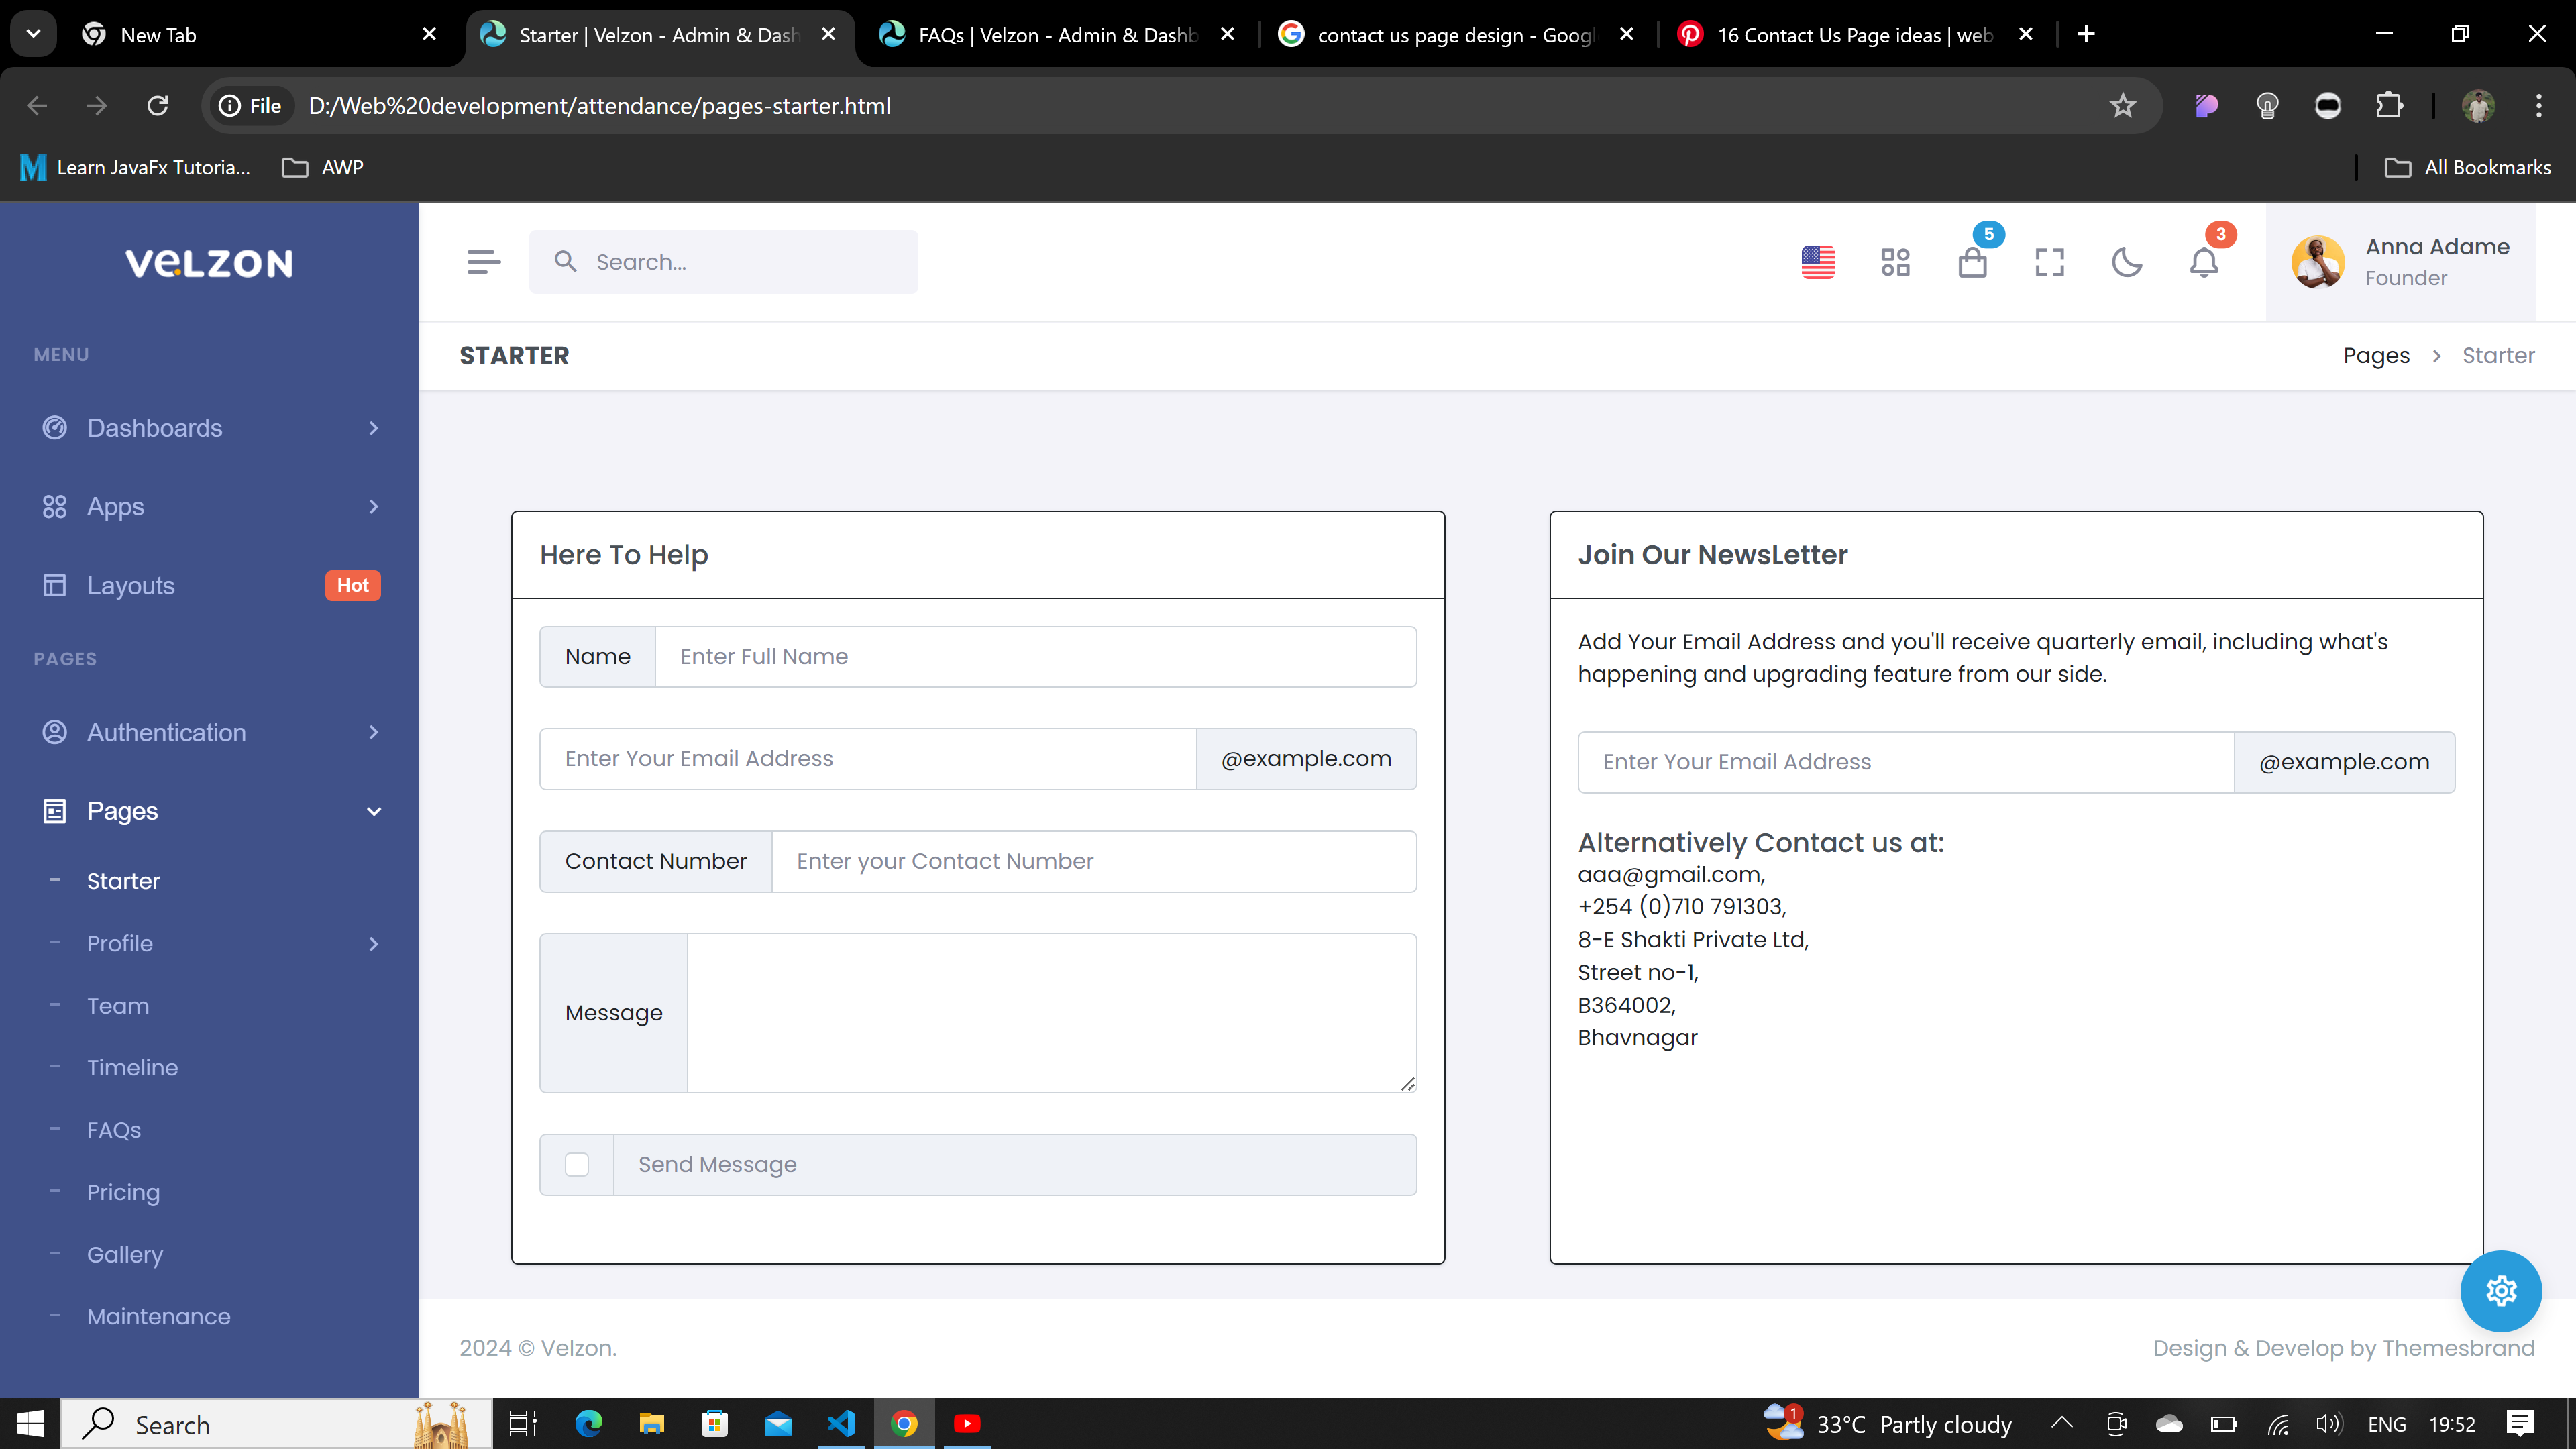 New Tab
Starter | Velzon - Admin & Dash
FAQs | Velzon - Admin & Dashb
contact us page design - Googl
16 Contact Us Page ideas | web
File
D:/Web%20development/attendance/pages-starter.html
Learn JavaFx Tutoria...
AWP
All Bookmarks
VELZON
Search...
5
3
Anna Adame
Founder
MENU
STARTER
Pages > Starter
Dashboards
Apps
Layouts
Hot
PAGES
Authentication
Pages
Starter
Profile
Team
Timeline
FAQs
Pricing
Gallery
Maintenance
Here To Help
Name
Enter Full Name
Enter Your Email Address
@example.com
Contact Number
Enter your Contact Number
Message
Send Message
Join Our NewsLetter
Add Your Email Address and you'll receive quarterly email, including what's
happening and upgrading feature from our side.
Enter Your Email Address
@example.com
Alternatively Contact us at:
aaa@gmail.com,
+254 (0)710 791303,
8-E Shakti Private Ltd,
Street no-1,
B364002,
Bhavnagar
2024 © Velzon.
Design & Develop by Themesbrand
Search
1
33°C Partly cloudy
ENG
19:52